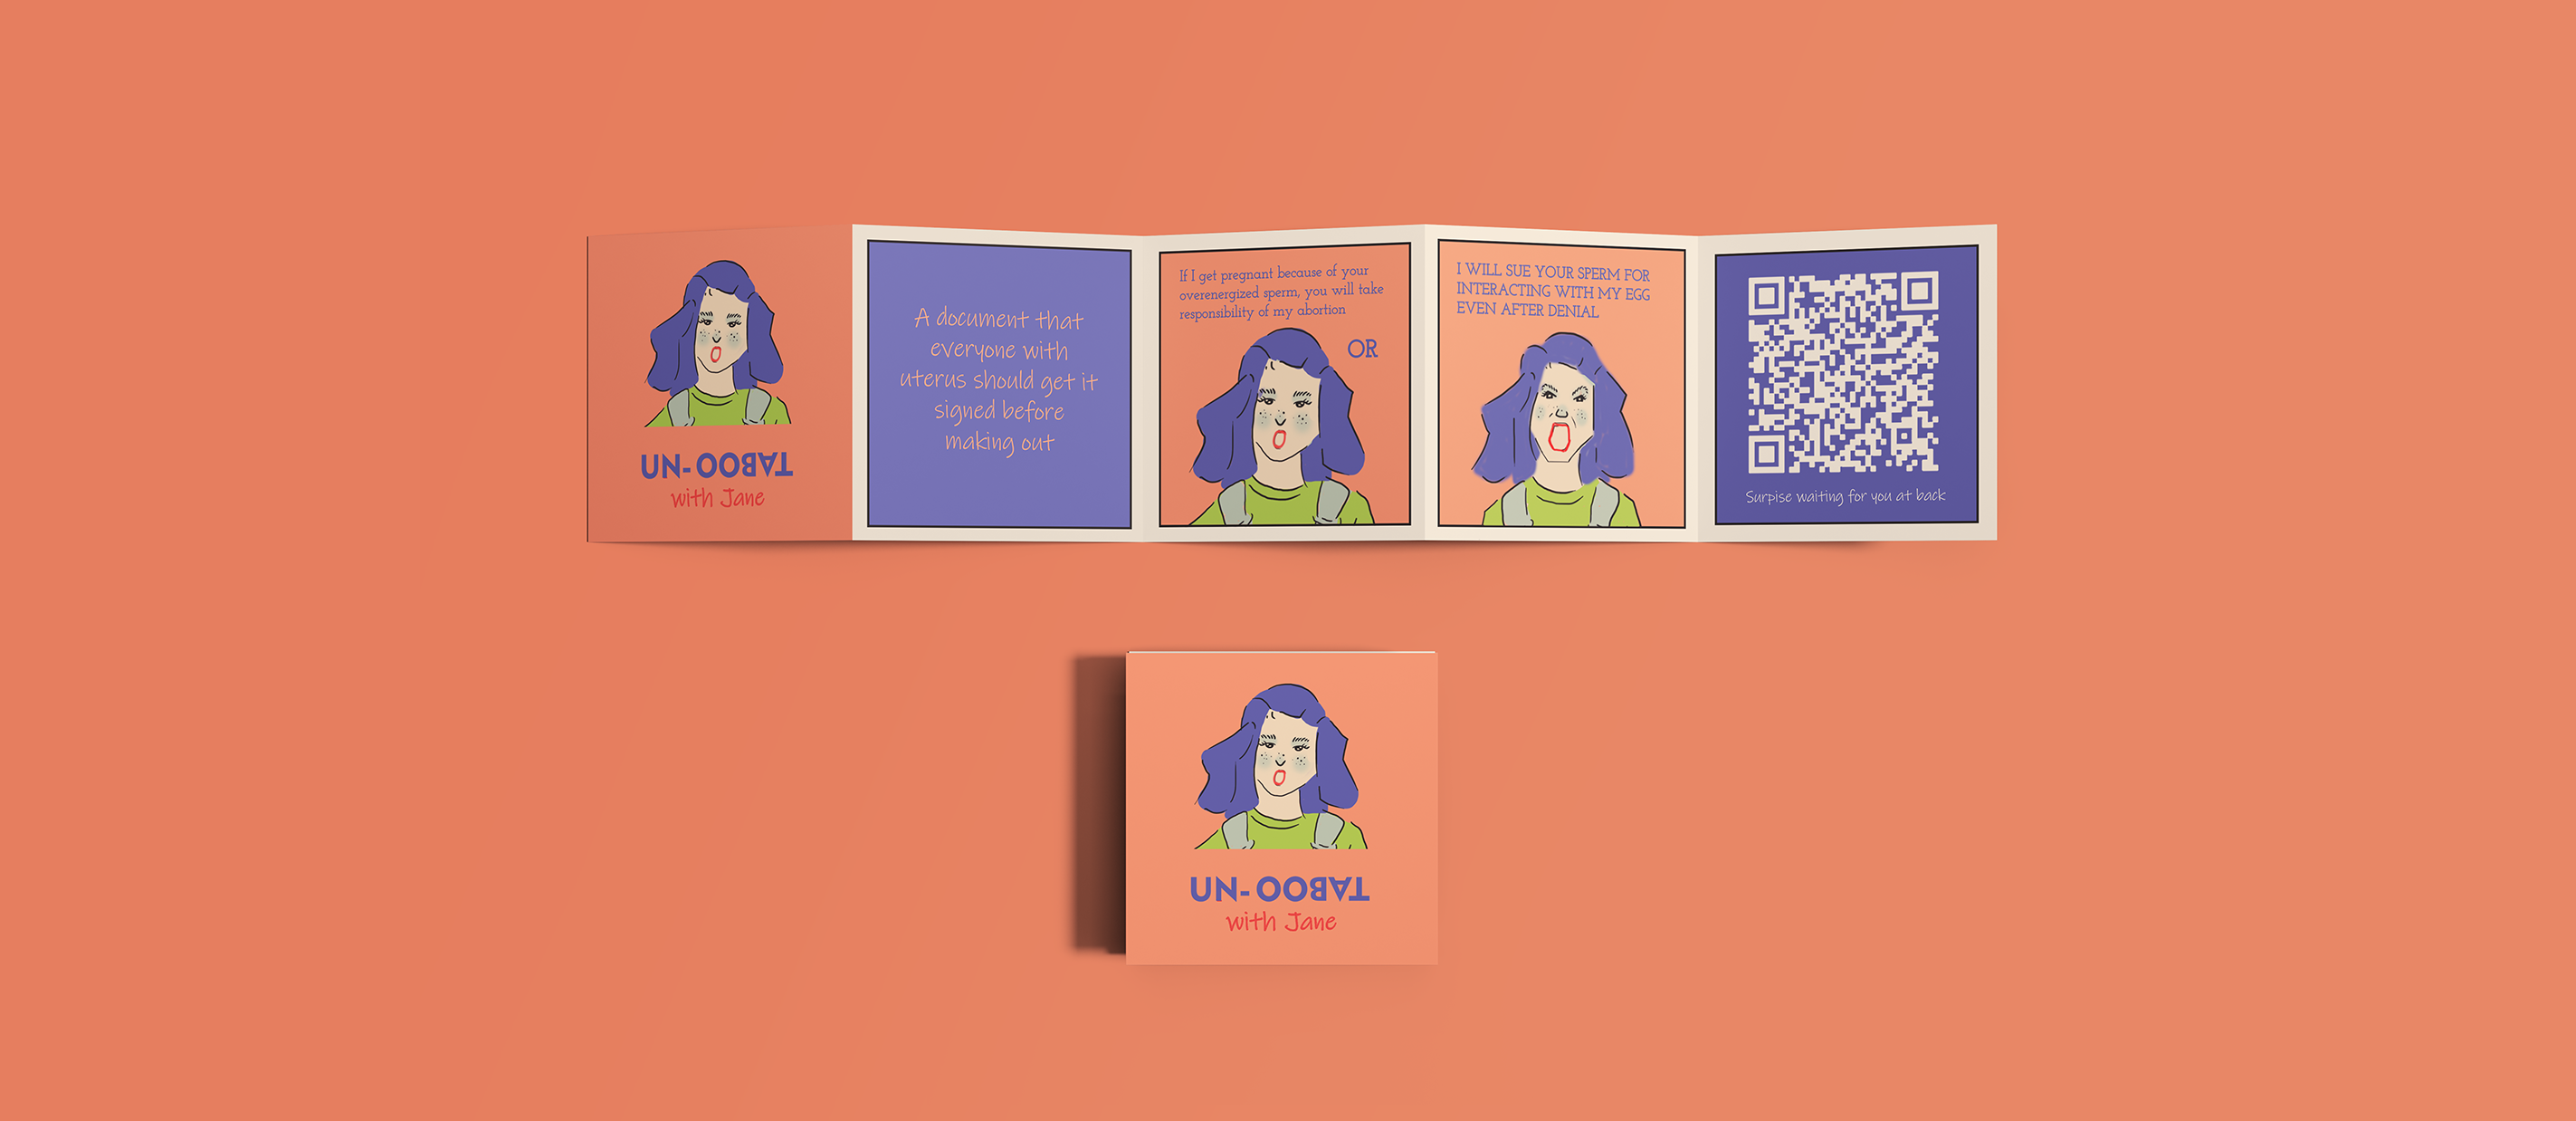 UN-TABOO
with Jane
A document that
everyone with
uterus should get it
signed before
making out
If I get pregnant because of your
overenergized sperm, you will take
responsibility of my abortion
OR
I WILL SUE YOUR SPERM FOR
INTERACTING WITH MY EGG
EVEN AFTER DENIAL
Surpise waiting for you at back
UN-TABOO
with Jane